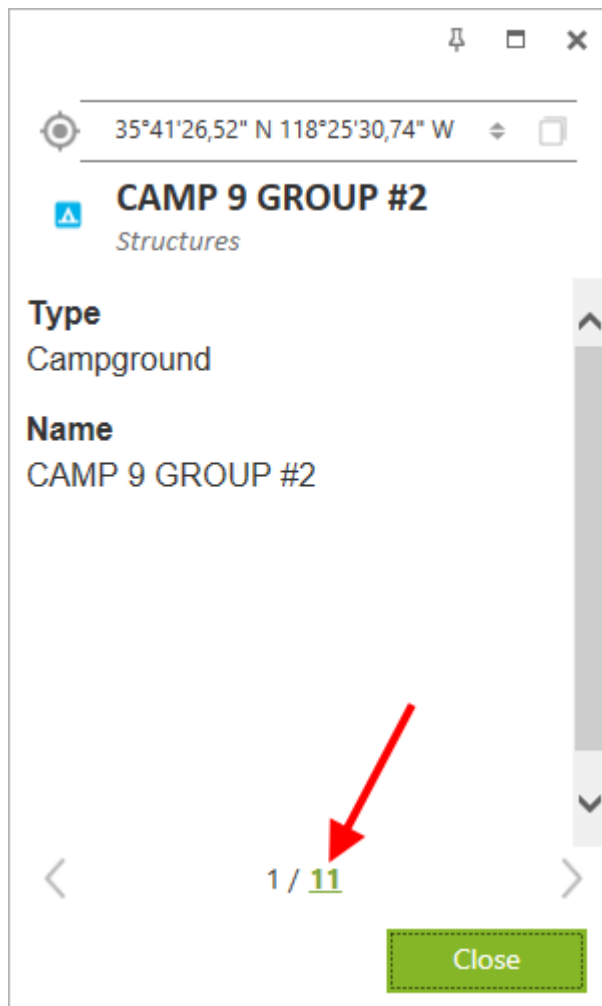 35°41'26,52" N 118°25'30,74" W
CAMP 9 GROUP #2
Structures
Type
Campground
Name
CAMP 9 GROUP #2
1 / 11
Close